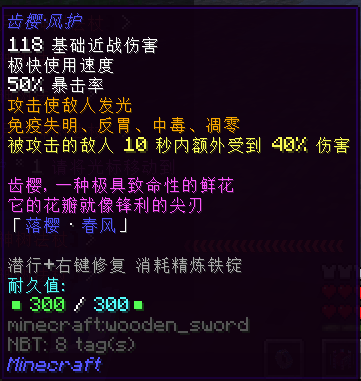 齿樱·风护
118 基础近战伤害
极快使用速度
50% 暴击率
攻击使敌人发光
免疫失明、反胃、中毒、凋零
被攻击的敌人 10 秒内额外受到 40% 伤害
齿樱,一种极具致命性的鲜花
它的花瓣就像锋利的尖刃
「落樱·春风」
潜行+右键修复 消耗精炼铁锭
耐久值:
300 / 300
minecraft:wooden_sword
NBT: 8 tag(s)
Minecraft